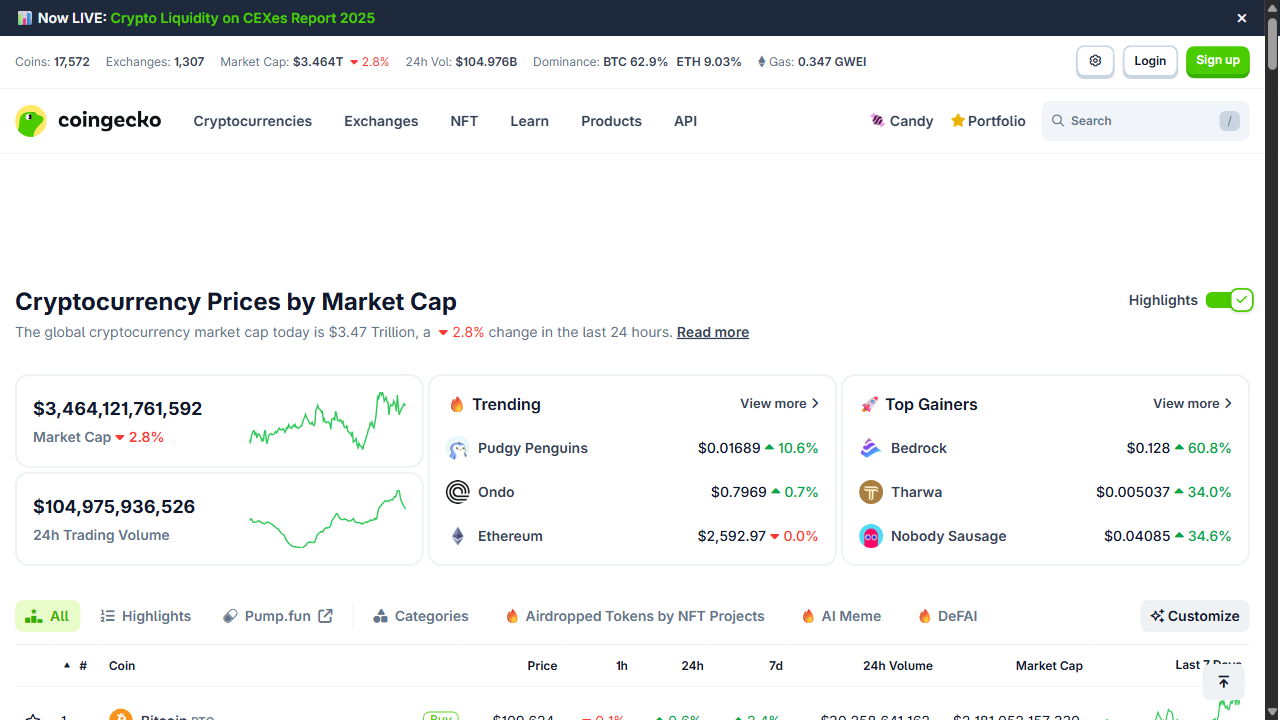 Now LIVE: Crypto Liquidity on CEXes Report 2025
Coins: 17,572 Exchanges: 1,307 Market Cap: $3.464T 2.8% 24h Vol: $104.976B Dominance: BTC 62.9% ETH 9.03% Gas: 0.347 GWEI
Login
Sign up
coingecko
Cryptocurrencies Exchanges NFT Learn Products API
Candy Portfolio Search /
Cryptocurrency Prices by Market Cap
Highlights
The global cryptocurrency market cap today is $3.47 Trillion, a 2.8% change in the last 24 hours. Read more
$3,464,121,761,592
Market Cap 2.8%
$104,975,936,526
24h Trading Volume
Trending View more
Pudgy Penguins $0.01689 10.6%
Ondo $0.7969 0.7%
Ethereum $2,592.97 0.0%
Top Gainers View more
Bedrock $0.128 60.8%
Tharwa $0.005037 34.0%
Nobody Sausage $0.04085 34.6%
All Highlights Pump.fun Categories Airdropped Tokens by NFT Projects AI Meme DeFAI Customize
# Coin Price 1h 24h 7d 24h Volume Market Cap Last 7 Days
1 Bitcoin BTC Buy $109,624 0.1% 0.6% 2.4%